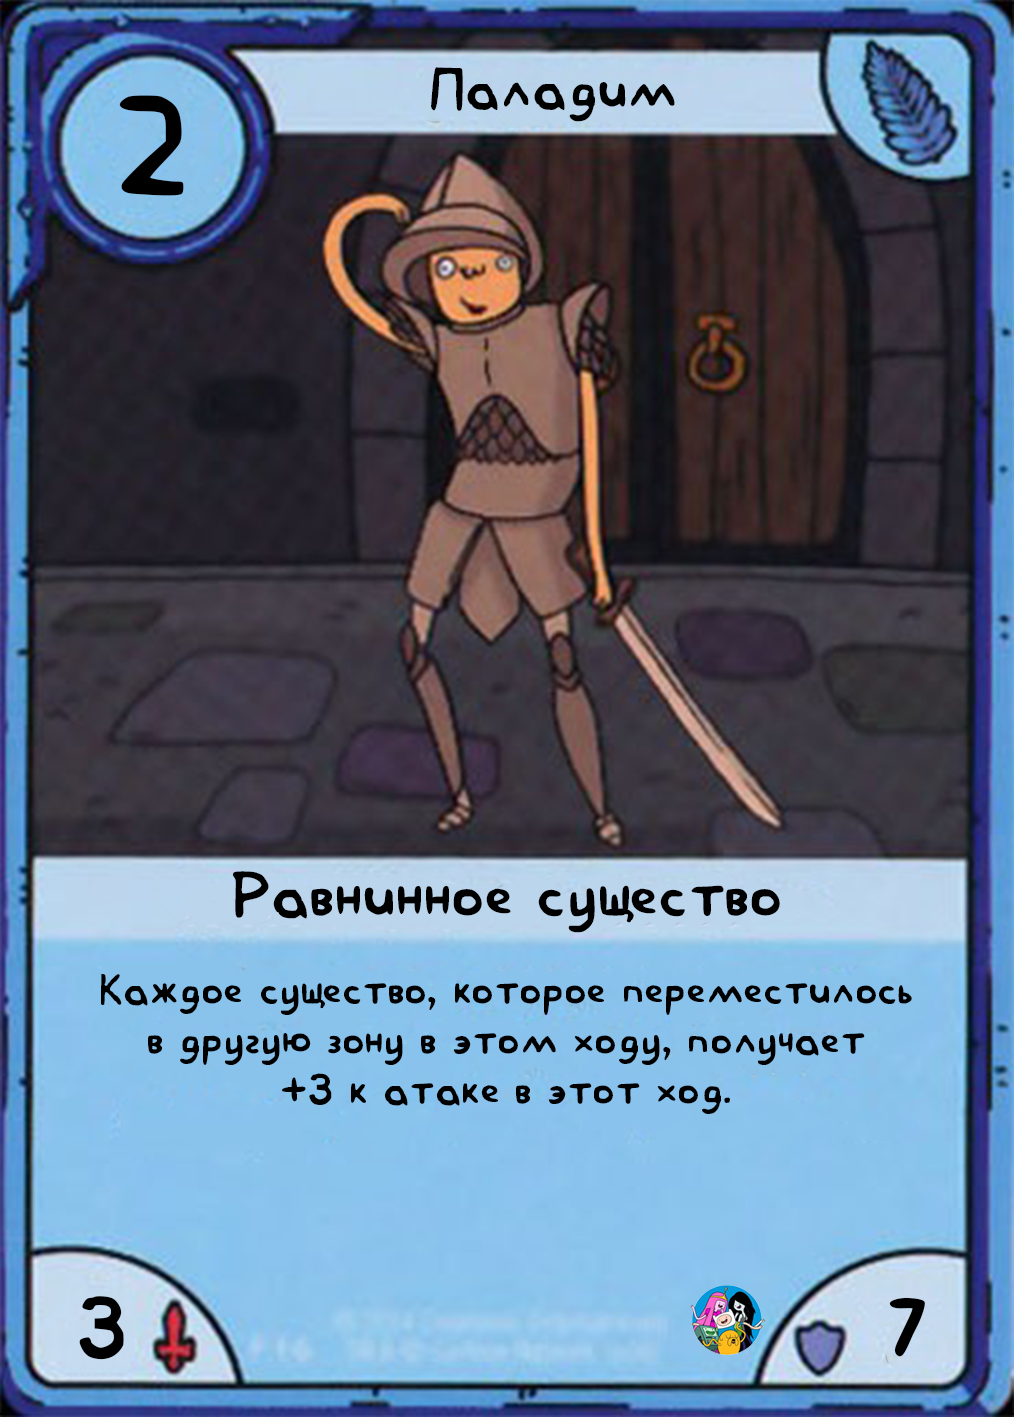 2
Паладим
Равнинное существо
Каждое существо, которое переместилось
в другую зону в этом ходу, получает
+3 к атаке в этот ход.
3
7